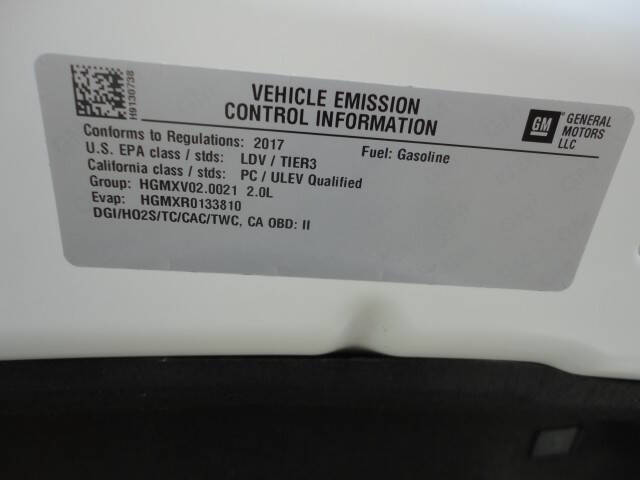 H9130738
VEHICLE EMISSION
CONTROL INFORMATION
GM
GENERAL
MOTORS
LLC
Conforms to Regulations: 2017 Fuel: Gasoline
U.S. EPA class / stds: LDV / TIER3
California class / stds: PC / ULEV Qualified
Group: HGMXV02.0021 2.0L
Evap: HGMXR0133810
DGI/HO2S/TC/CAC/TWC, CA OBD: II